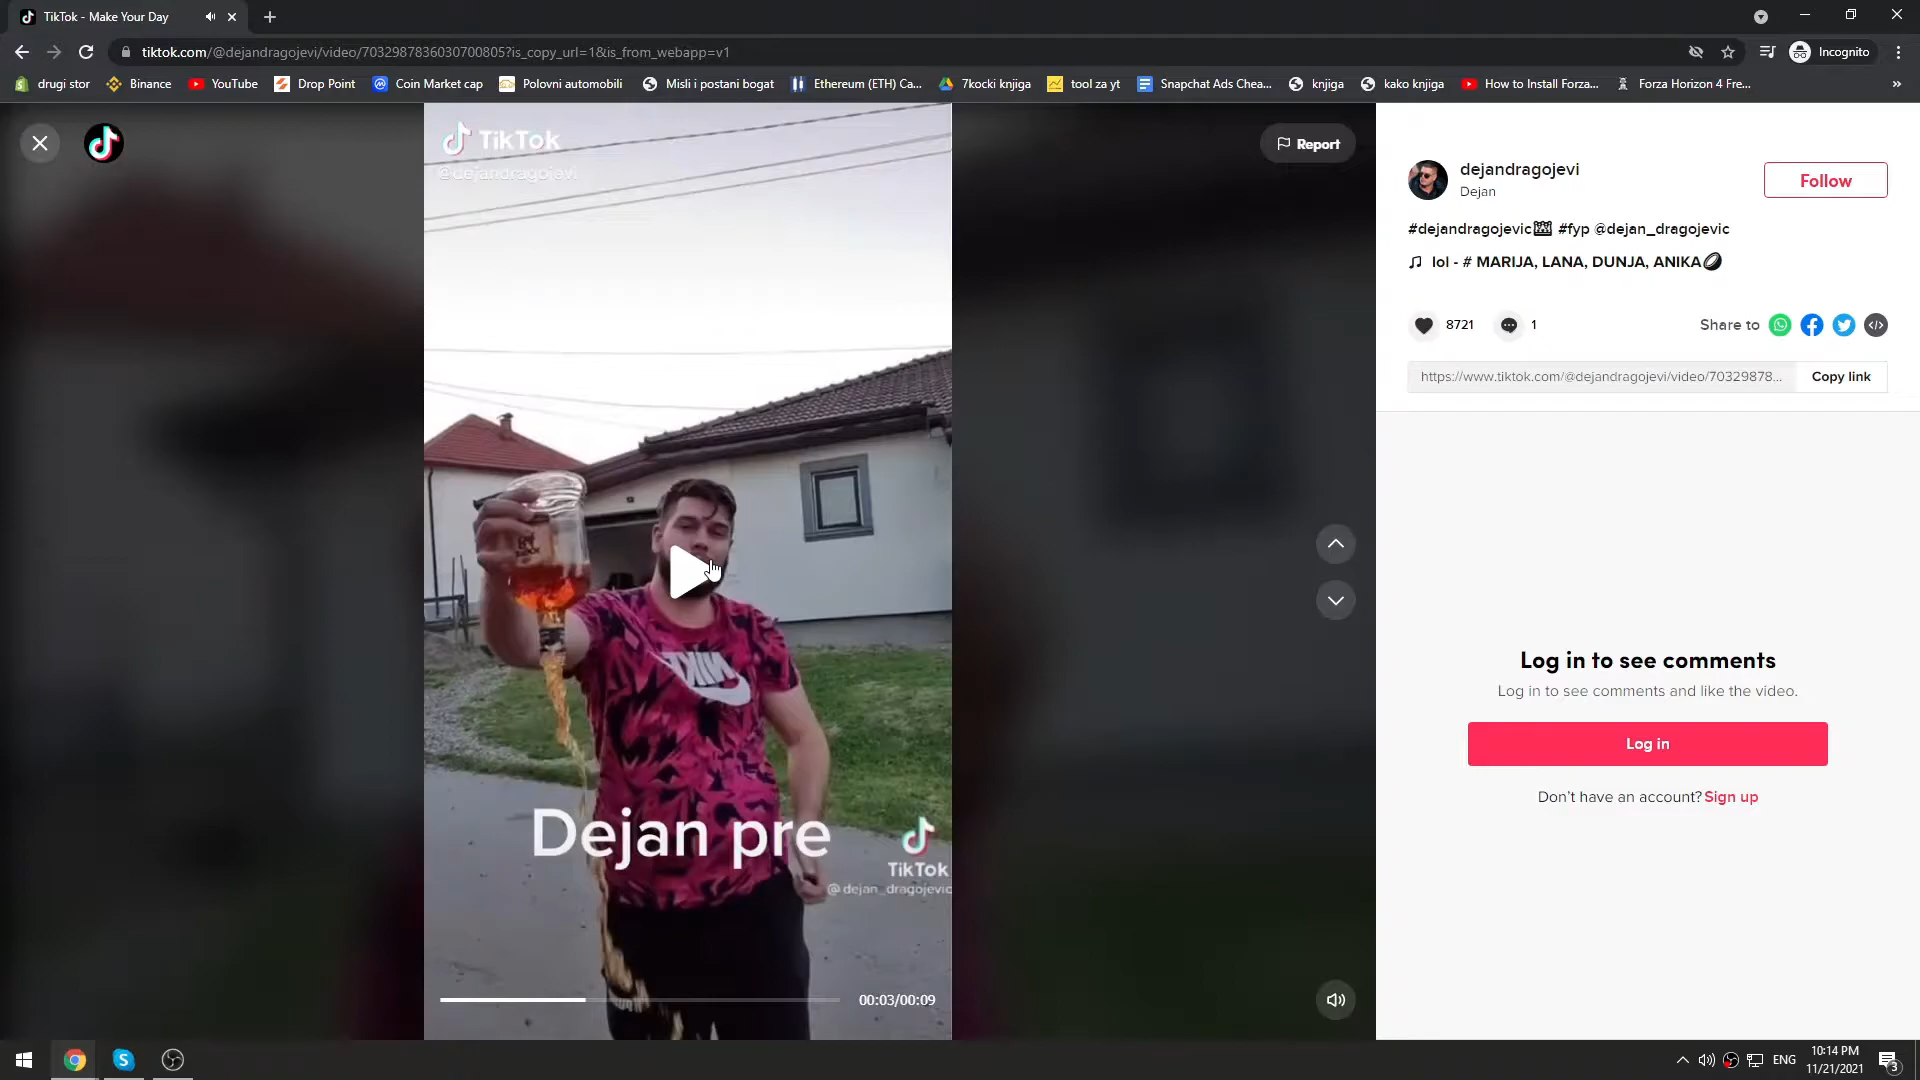 TikTok - Make Your Day
tiktok.com/@dejandragojevi/video/7032987836030700805?is_copy_url=1&is_from_webapp=v1
Incognito
drugi stor
Binance
YouTube
Drop Point
Coin Market cap
Polovni automobili
Misli i postani bogat
Ethereum (ETH) Ca...
7kocki knjiga
tool za yt
Snapchat Ads Chea...
knjiga
kako knjiga
How to Install Forza...
Forza Horizon 4 Free...
»
TikTok
@dejandragojevi
Report
Dejan pre
TikTok
@dejan_dragojevic
00:03/00:09
dejandragojevi
Dejan
Follow
#dejandragojevic #fyp @dejan_dragojevic
lol - # MARIJA, LANA, DUNJA, ANIKA
8721
1
Share to
https://www.tiktok.com/@dejandragojevi/video/70329878...
Copy link
Log in to see comments
Log in to see comments and like the video.
Log in
Don't have an account? Sign up
ENG
10:14 PM
11/21/2021
3